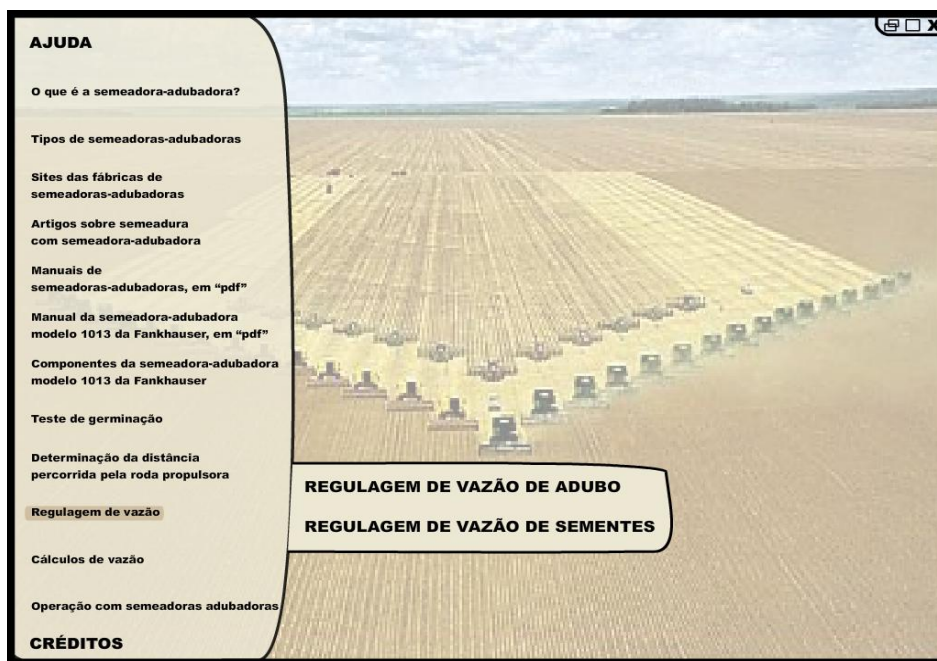 AJUDA
O que é a semeadora-adubadora?
Tipos de semeadoras-adubadoras
Sites das fábricas de
semeadoras-adubadoras
Artigos sobre semeadura
com semeadora-adubadora
Manuais de
semeadoras-adubadoras, em “pdf”
Manual da semeadora-adubadora
modelo 1013 da Fankhauser, em “pdf”
Componentes da semeadora-adubadora
modelo 1013 da Fankhauser
Teste de germinação
Determinação da distância
percorrida pela roda propulsora
Regulagem de vazão
REGULAGEM DE VAZÃO DE ADUBO
REGULAGEM DE VAZÃO DE SEMENTES
Cálculos de vazão
Operação com semeadoras adubadoras
CRÉDITOS